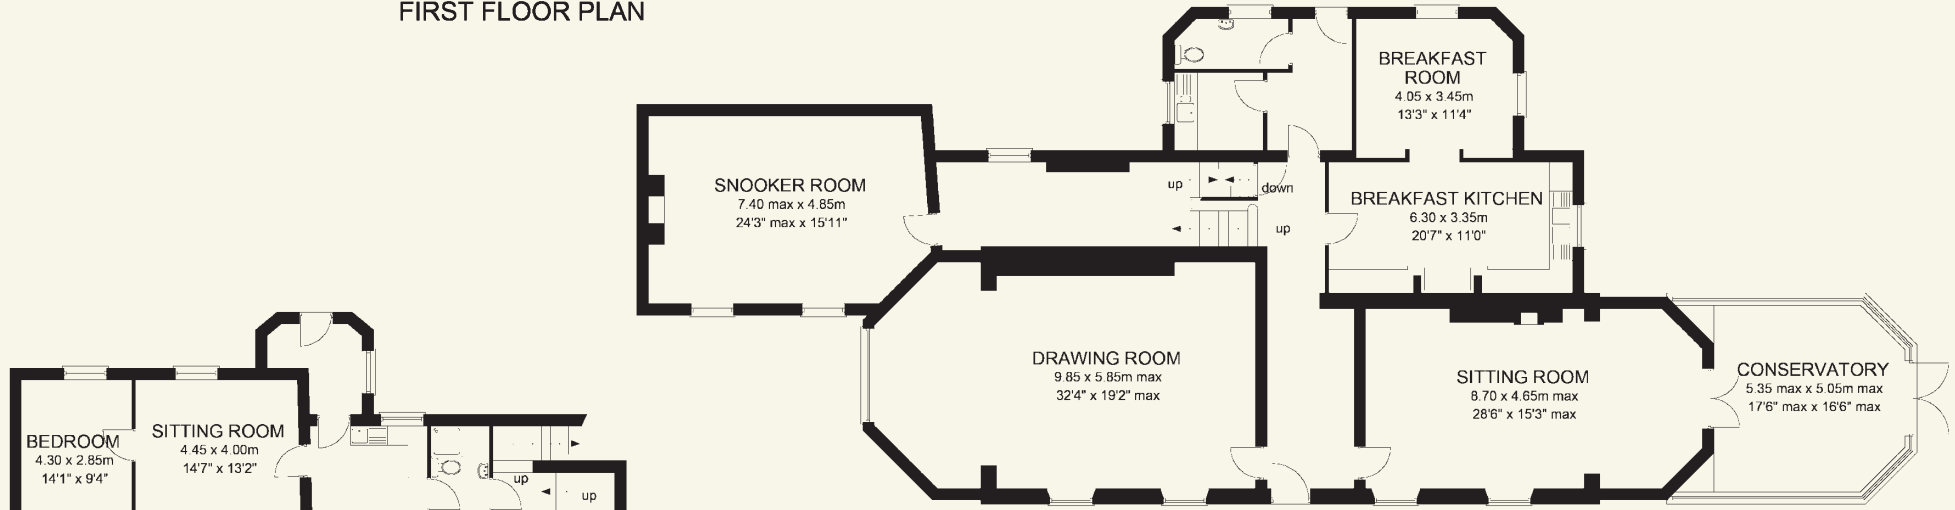 FIRST FLOOR PLAN
BREAKFAST
ROOM
4.05 x 3.45m
13'3" x 11'4"
SNOOKER ROOM
7.40 max x 4.85m
24'3" max x 15'11"
up
down
up
BREAKFAST KITCHEN
6.30 x 3.35m
20'7" x 11'0"
DRAWING ROOM
9.85 x 5.85m max
32'4" x 19'2" max
SITTING ROOM
8.70 x 4.65m max
28'6" x 15'3" max
CONSERVATORY
5.35 max x 5.05m max
17'6" max x 16'6" max
BEDROOM
4.30 x 2.85m
14'1" x 9'4"
SITTING ROOM
4.45 x 4.00m
14'7" x 13'2"
up
up